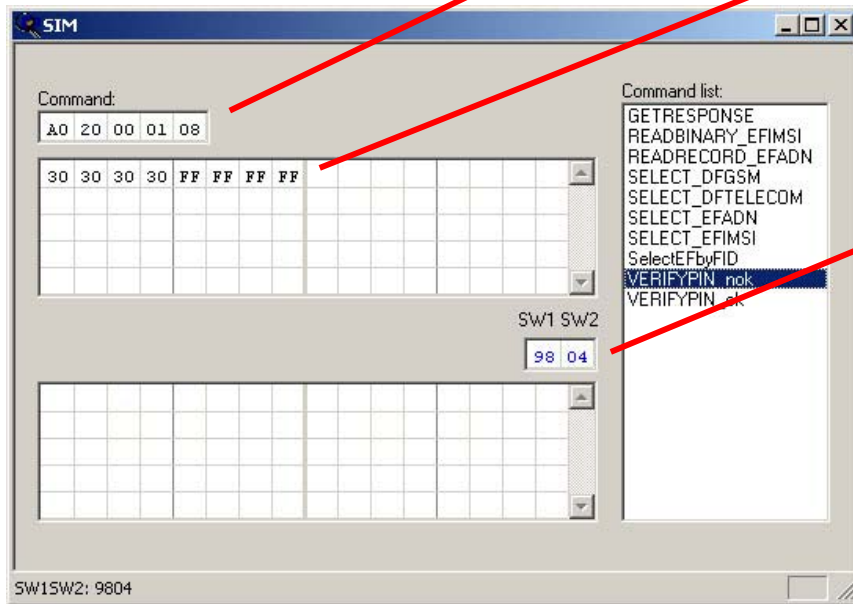 SIM
Command:
A0 20 00 01 08
30 30 30 30 FF FF FF FF
SW1 SW2
98 04
Command list:
GETRESPONSE
READBINARY_EFIMSI
READRECORD_EFADN
SELECT_DFGSM
SELECT_DFTELECOM
SELECT_EFADN
SELECT_EFIMSI
SelectEFbyFID
VERIFYPIN_nok
VERIFYPIN_ok
SW1SW2: 9804